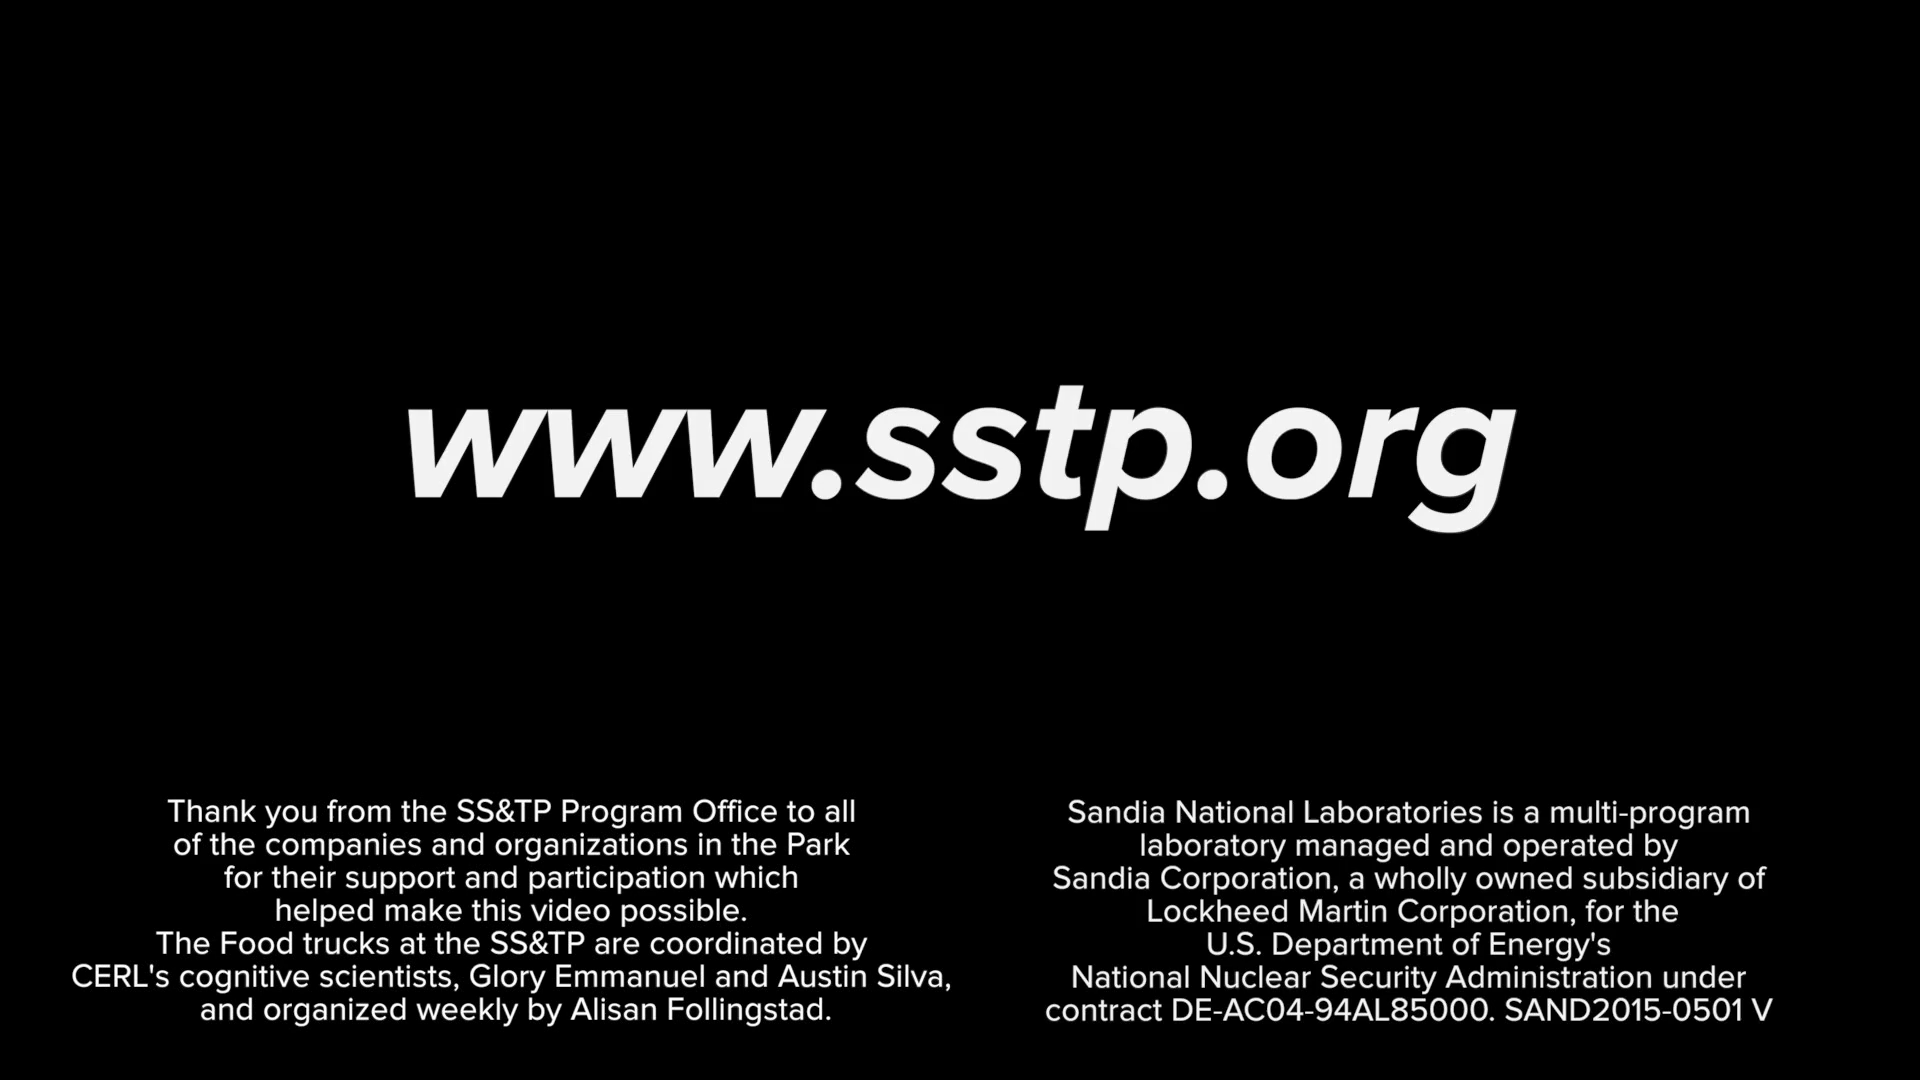 www.sstp.org
Thank you from the SS&TP Program Office to all
of the companies and organizations in the Park
for their support and participation which
helped make this video possible.
The Food trucks at the SS&TP are coordinated by
CERL's cognitive scientists, Glory Emmanuel and Austin Silva,
and organized weekly by Alisan Follingstad.
Sandia National Laboratories is a multi-program
laboratory managed and operated by
Sandia Corporation, a wholly owned subsidiary of
Lockheed Martin Corporation, for the
U.S. Department of Energy's
National Nuclear Security Administration under
contract DE-AC04-94AL85000. SAND2015-0501 V